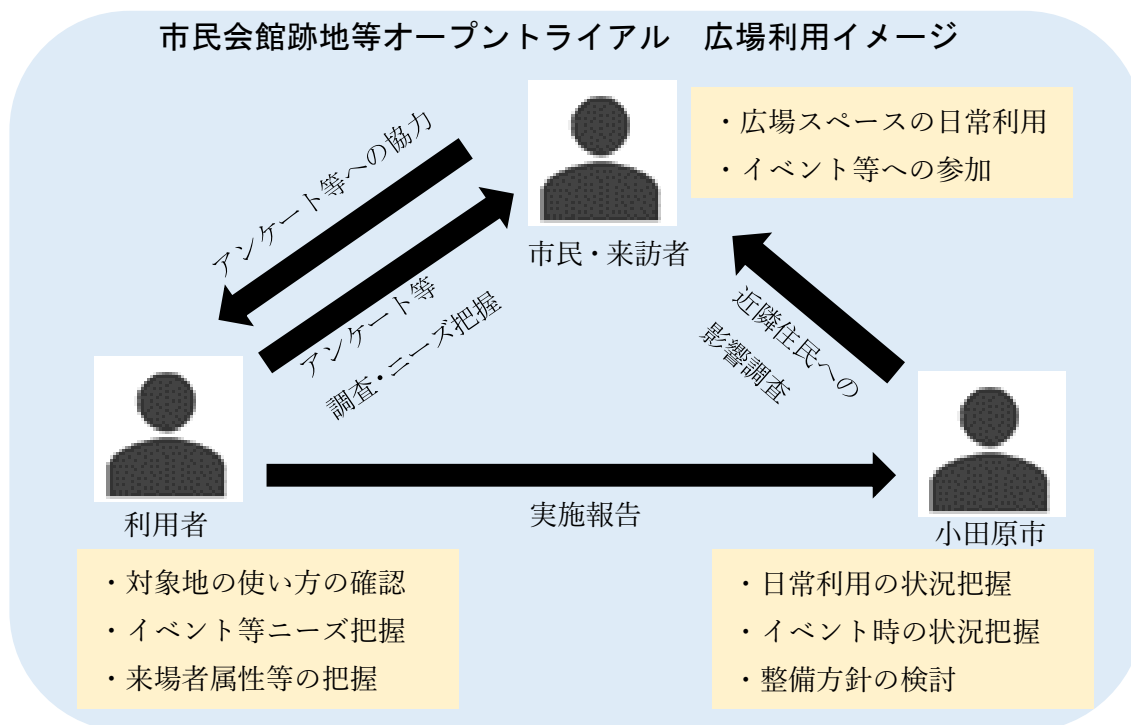 市民会館跡地等オープントライアル　広場利用イメージ
・広場スペースの日常利用
・イベント等への参加
市民・来訪者
アンケート等への協力
アンケート等
調査・ニーズ把握
近隣住民への
影響調査
利用者
実施報告
小田原市
・対象地の使い方の確認
・イベント等ニーズ把握
・来場者属性等の把握
・日常利用の状況把握
・イベント時の状況把握
・整備方針の検討